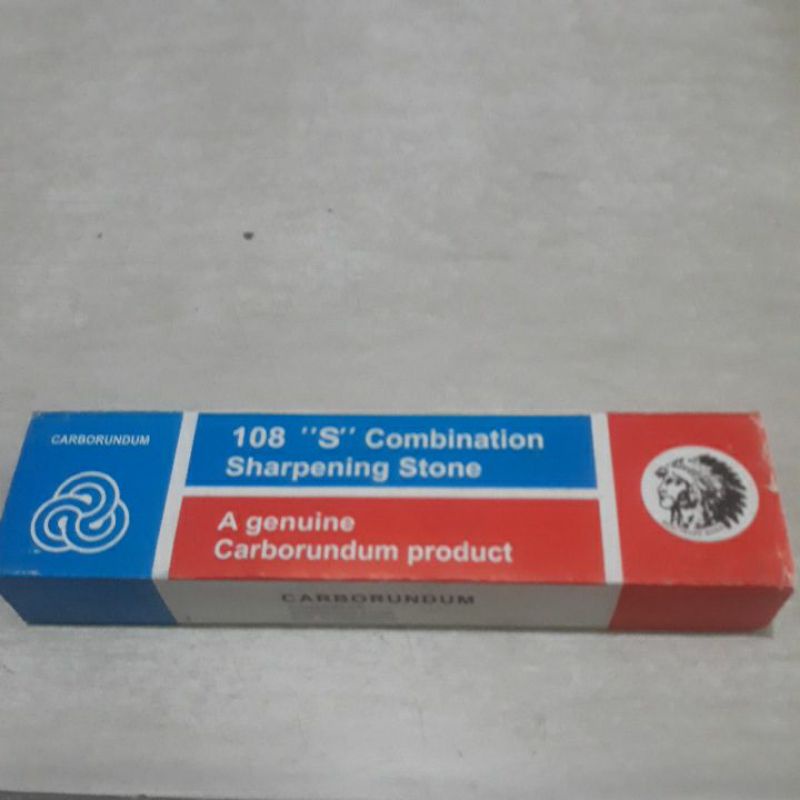 CARBORUNDUM
108 "S" Combination
Sharpening Stone
A genuine
Carborundum product
CARBORUNDUM